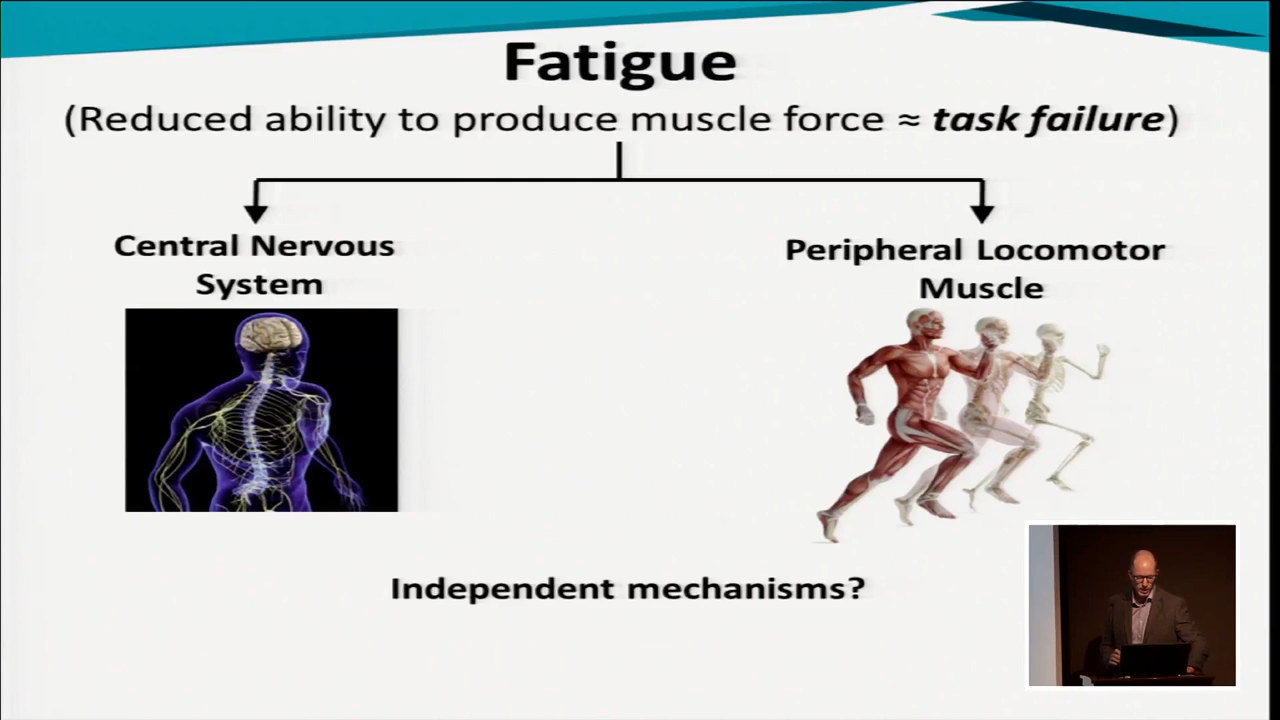 Fatigue
(Reduced ability to produce muscle force ≈ task failure)
Central Nervous
System
Peripheral Locomotor
Muscle
Independent mechanisms?